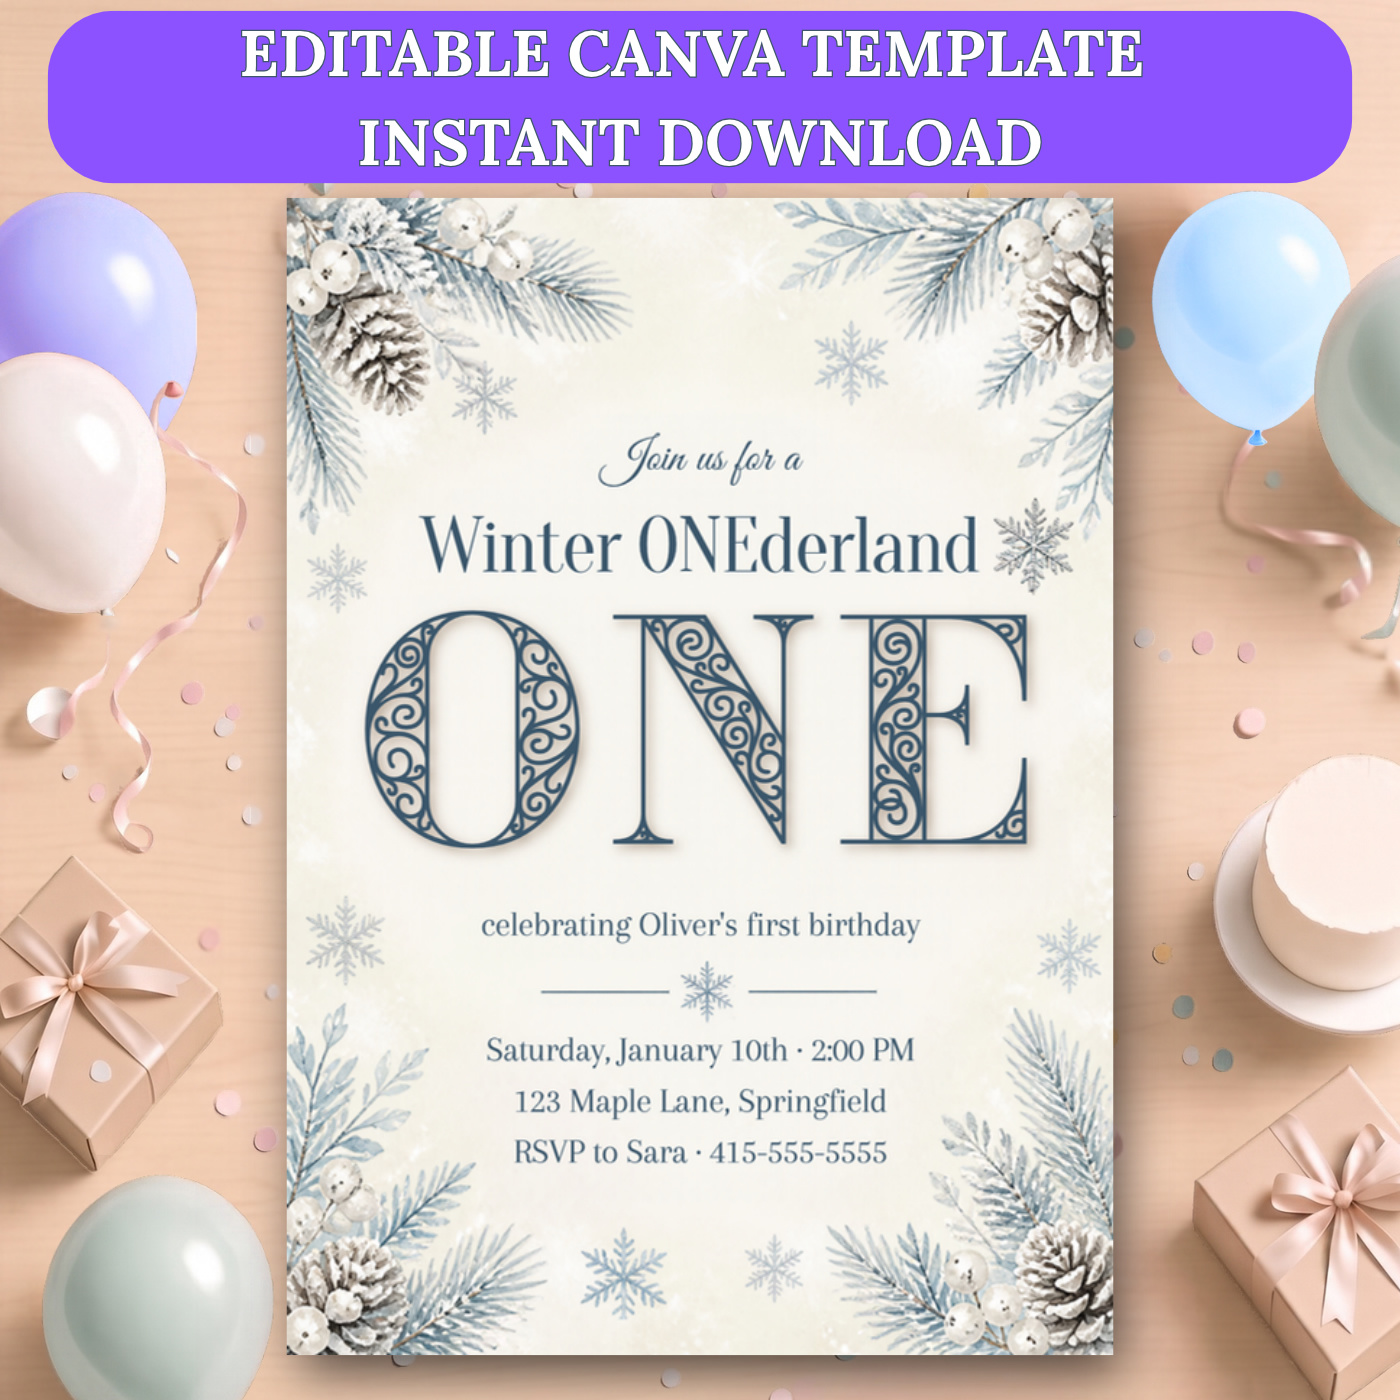 EDITABLE CANVA TEMPLATE
INSTANT DOWNLOAD
Join us for a
Winter ONEderland
ONE
celebrating Oliver's first birthday
Saturday, January 10th · 2:00 PM
123 Maple Lane, Springfield
RSVP to Sara · 415-555-5555